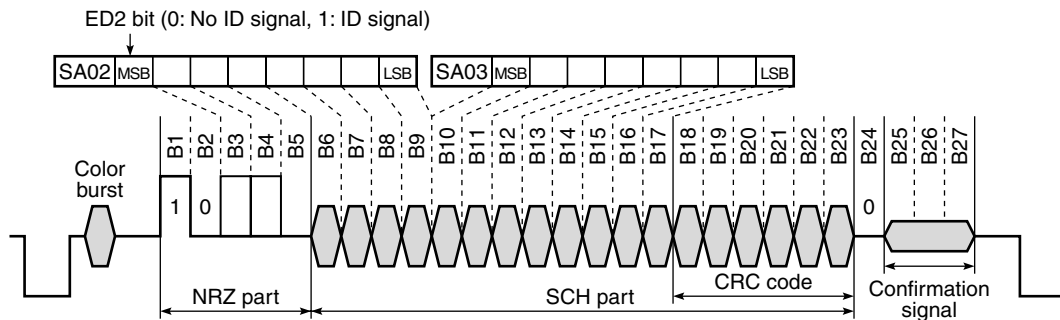 ED2 bit (0: No ID signal, 1: ID signal)
SA02 MSB LSB SA03 MSB LSB
B1 B2 B3 B4 B5 B6 B7 B8 B9 B10 B11 B12 B13 B14 B15 B16 B17 B18 B19 B20 B21 B22 B23 B24 B25 B26 B27
Color
burst
1 0 0
NRZ part
SCH part
CRC code
Confirmation
signal